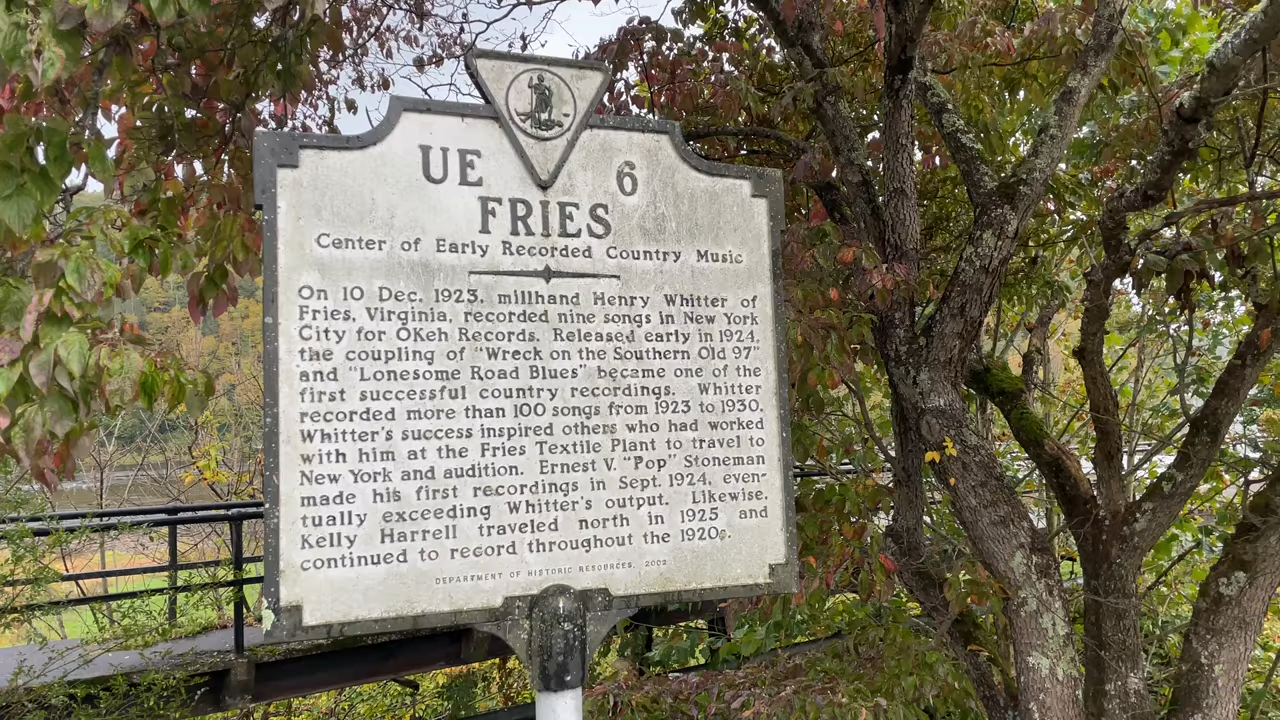 UE 6
FRIES
Center of Early Recorded Country Music
On 10 Dec. 1923, millhand Henry Whitter of
Fries, Virginia, recorded nine songs in New York
City for OKeh Records. Released early in 1924,
the coupling of "Wreck on the Southern Old 97"
and "Lonesome Road Blues" became one of the
first successful country recordings. Whitter
recorded more than 100 songs from 1923 to 1930.
Whitter's success inspired others who had worked
with him at the Fries Textile Plant to travel to
New York and audition. Ernest V. "Pop" Stoneman
made his first recordings in Sept. 1924, even-
tually exceeding Whitter's output. Likewise,
Kelly Harrell traveled north in 1925 and
continued to record throughout the 1920s.
DEPARTMENT OF HISTORIC RESOURCES, 2002